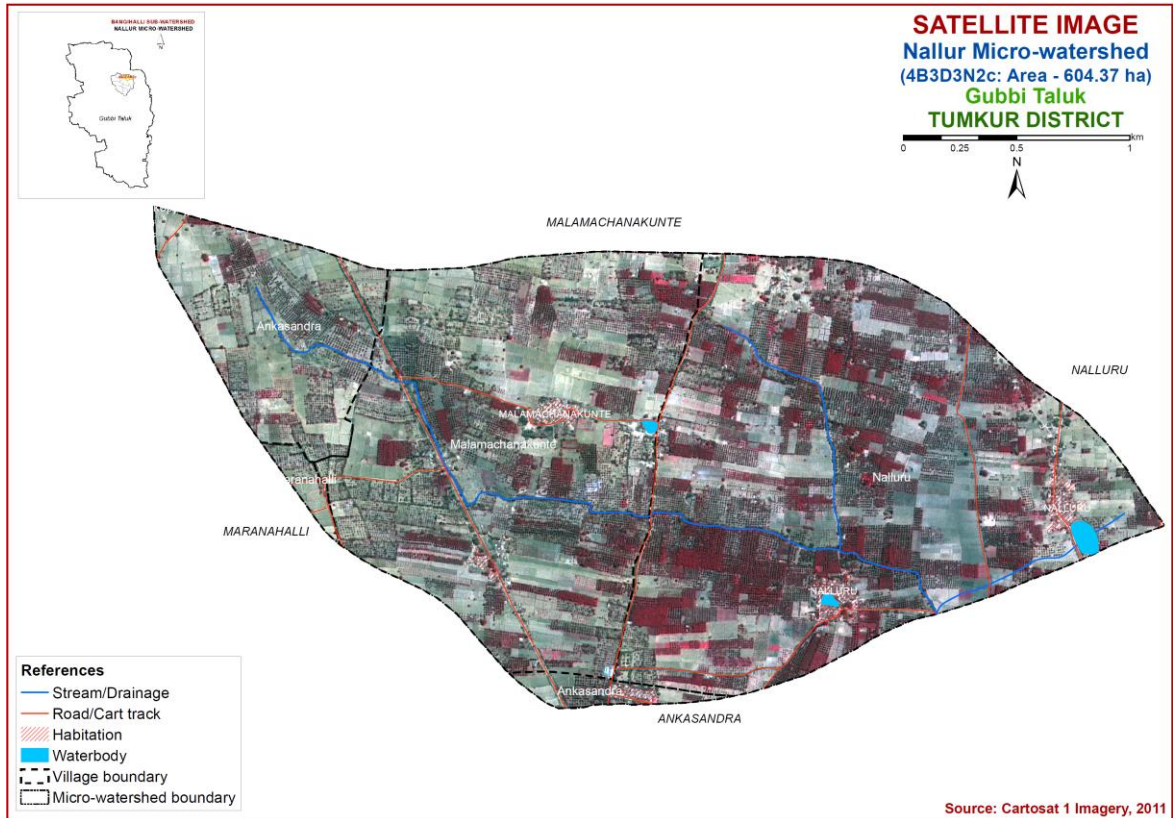 BANGIHALLI SUB-WATERSHED
NALLUR MICRO-WATERSHED
N
Gubbi Taluk
SATELLITE IMAGE
Nallur Micro-watershed
(4B3D3N2c: Area - 604.37 ha)
Gubbi Taluk
TUMKUR DISTRICT
km
0 0.25 0.5 1
N
MALAMACHANAKUNTE
Ankasandra
NALLURU
MALAMACHANAKUNTE
Malamachanakunte
Nalluru
aranahalli
NALLURU
MARANAHALLI
NALLURU
Ankasandra
ANKASANDRA
References
Stream/Drainage
Road/Cart track
Habitation
Waterbody
Village boundary
Micro-watershed boundary
Source: Cartosat 1 Imagery, 2011